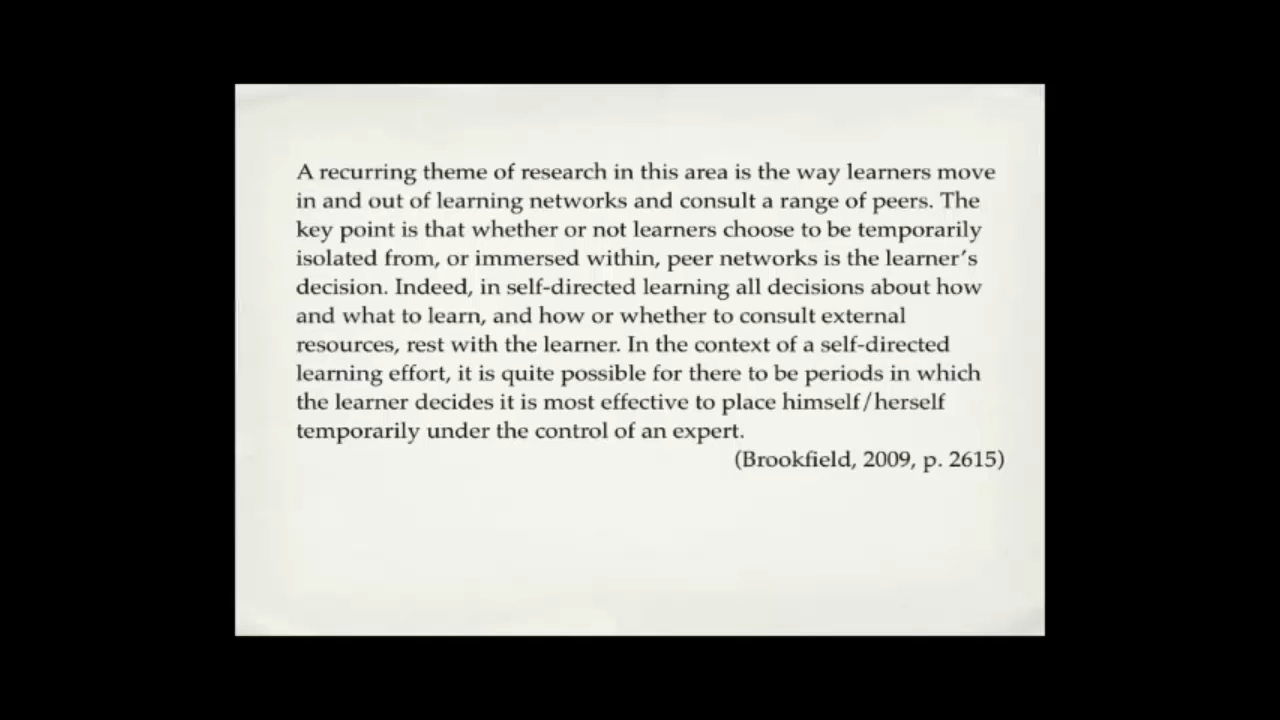 A recurring theme of research in this area is the way learners move
in and out of learning networks and consult a range of peers. The
key point is that whether or not learners choose to be temporarily
isolated from, or immersed within, peer networks is the learner's
decision. Indeed, in self-directed learning all decisions about how
and what to learn, and how or whether to consult external
resources, rest with the learner. In the context of a self-directed
learning effort, it is quite possible for there to be periods in which
the learner decides it is most effective to place himself/herself
temporarily under the control of an expert.
(Brookfield, 2009, p. 2615)